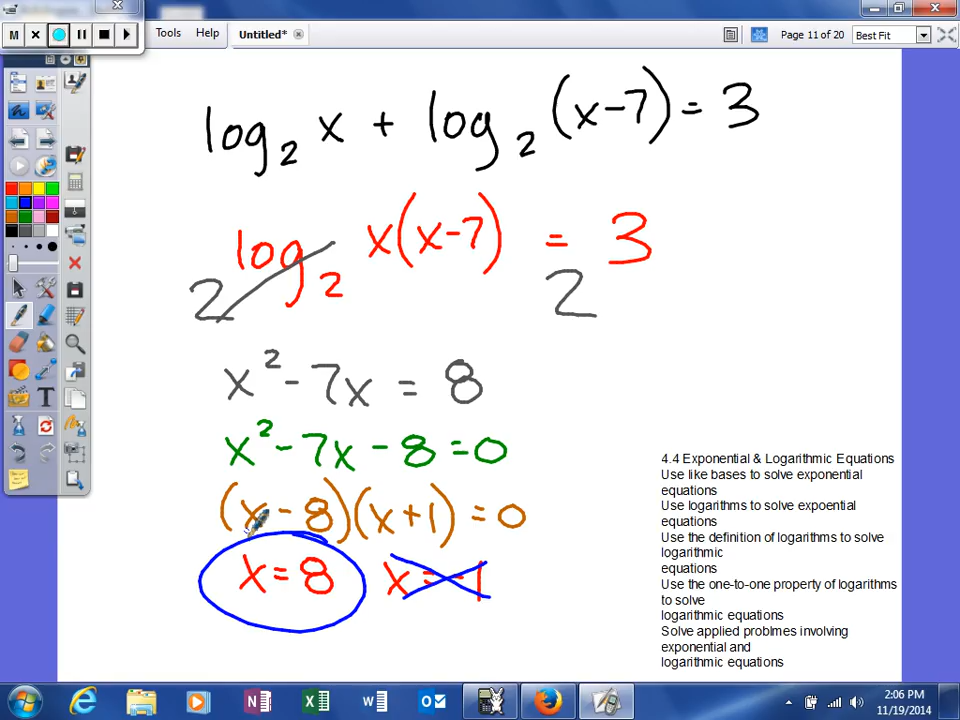 M
Tools Help Untitled* Page 11 of 20 Best Fit
log₂ x + log₂ (x-7) = 3
log₂ x(x-7) = 3
2 2
x² - 7x = 8
x² - 7x - 8 = 0
(x - 8)(x + 1) = 0
x = 8 x = -1
4.4 Exponential & Logarithmic Equations
Use like bases to solve exponential
equations
Use logarithms to solve expoential
equations
Use the definition of logarithms to solve
logarithmic
equations
Use the one-to-one property of logarithms
to solve
logarithmic equations
Solve applied problmes involving
exponential and
logarithmic equations
2:06 PM
11/19/2014